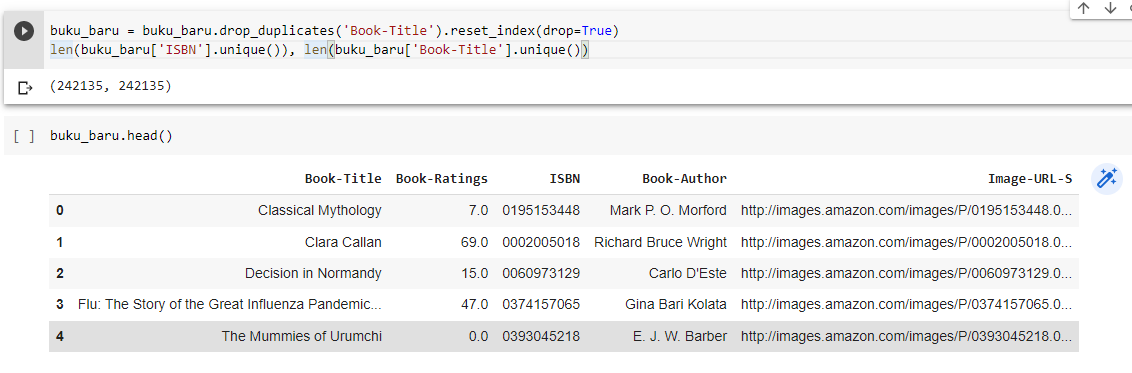 buku_baru = buku_baru.drop_duplicates('Book-Title').reset_index(drop=True)
len(buku_baru['ISBN'].unique()), len(buku_baru['Book-Title'].unique())
(242135, 242135)
[ ] buku_baru.head()
Book-Title Book-Ratings ISBN Book-Author Image-URL-S
0 Classical Mythology 7.0 0195153448 Mark P. O. Morford http://images.amazon.com/images/P/0195153448.0...
1 Clara Callan 69.0 0002005018 Richard Bruce Wright http://images.amazon.com/images/P/0002005018.0...
2 Decision in Normandy 15.0 0060973129 Carlo D'Este http://images.amazon.com/images/P/0060973129.0...
3 Flu: The Story of the Great Influenza Pandemic... 47.0 0374157065 Gina Bari Kolata http://images.amazon.com/images/P/0374157065.0...
4 The Mummies of Urumchi 0.0 0393045218 E. J. W. Barber http://images.amazon.com/images/P/0393045218.0...